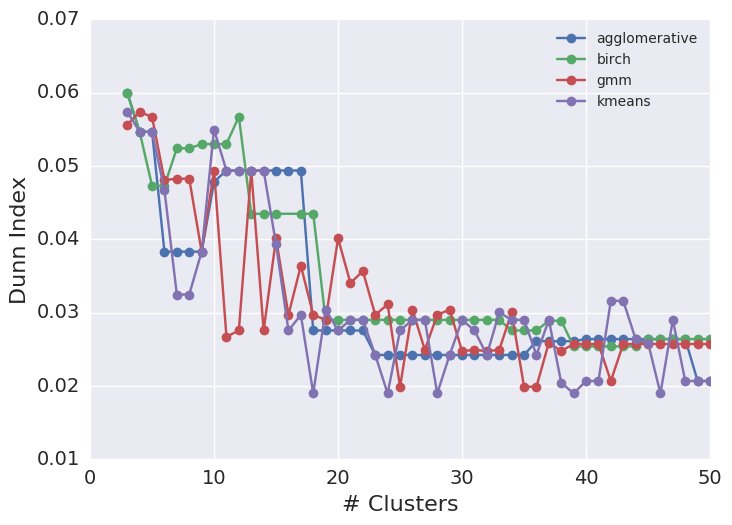 0.07
0.06
0.05
0.04
0.03
0.02
0.01
Dunn Index
0 10 20 30 40 50
# Clusters
agglomerative
birch
gmm
kmeans